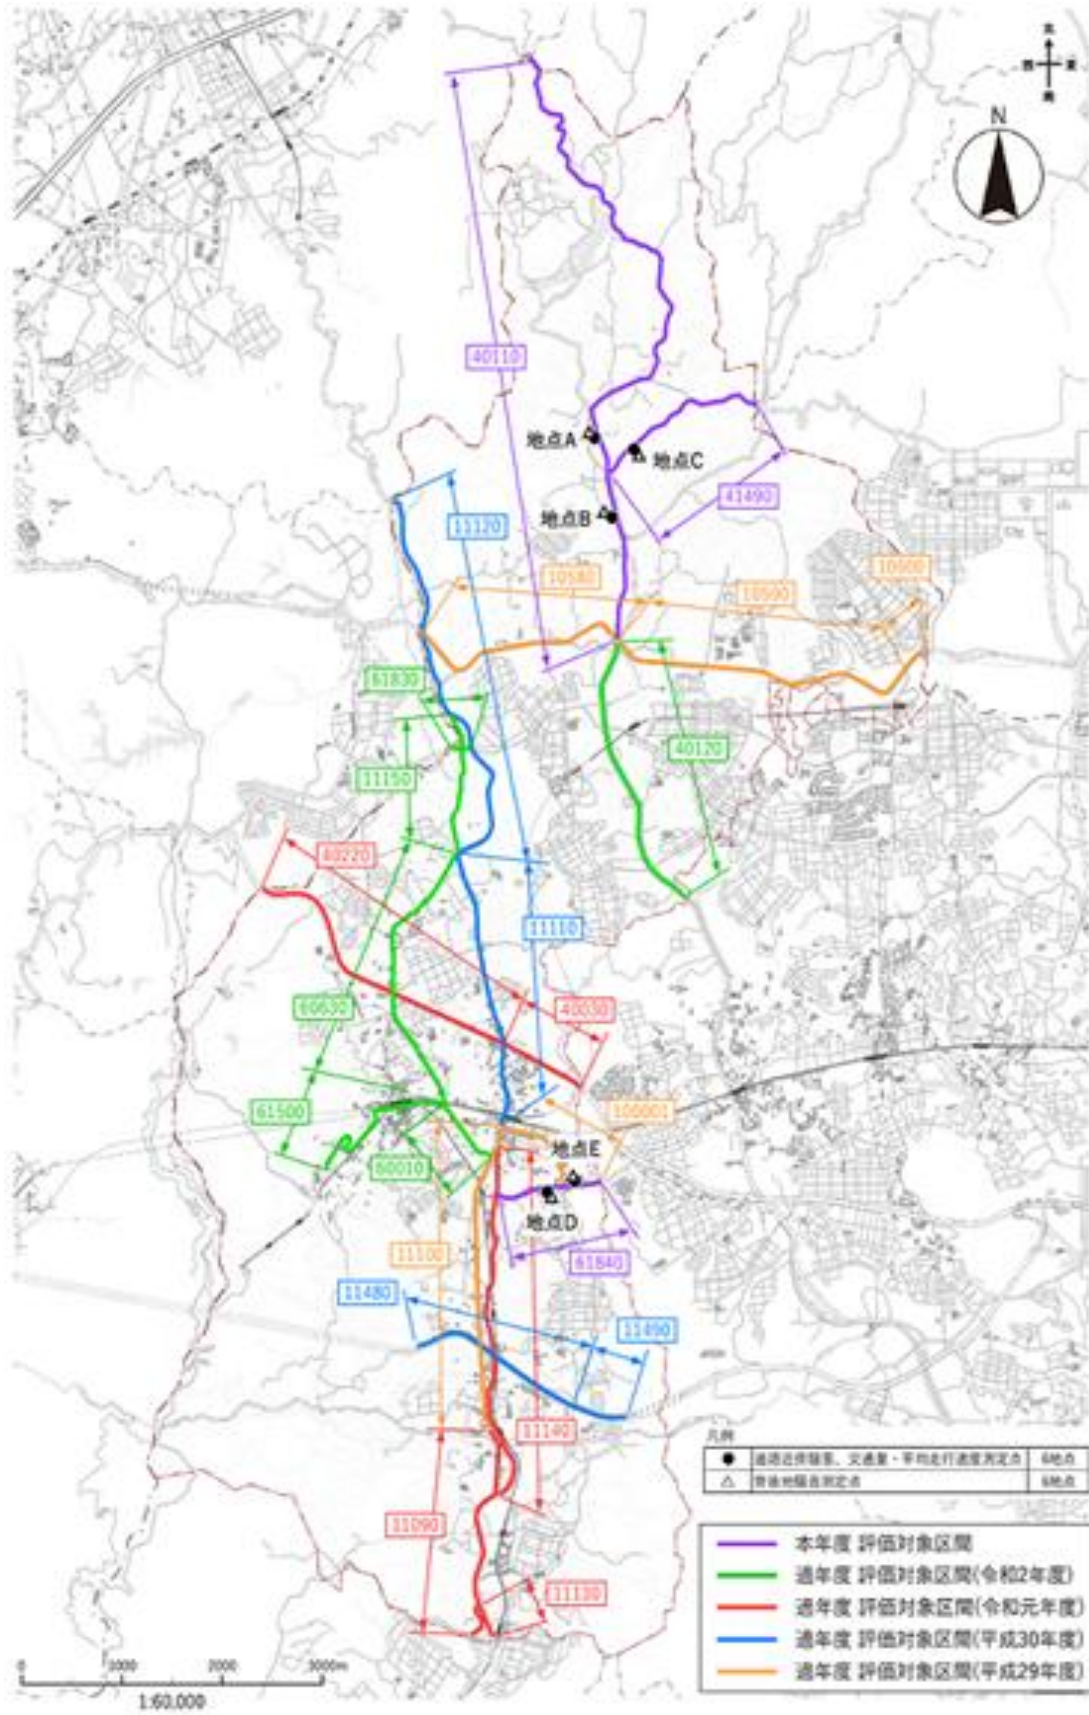 北
西 東
南
N
40110
地点A
地点C
41490
11120
地点B
10580
10590
10600
61830
40120
11150
40220
11110
60630
40030
61500
100001
地点E
60010
地点D
11100
61840
11480
11490
11140
凡例
道路近傍騒音、交通量・平均走行速度測定点 6地点
背後地騒音測定点 6地点
11090
本年度 評価対象区間
過年度 評価対象区間(令和2年度)
11130
過年度 評価対象区間(令和元年度)
過年度 評価対象区間(平成30年度)
過年度 評価対象区間(平成29年度)
0 1000 2000 3000m
1:60,000